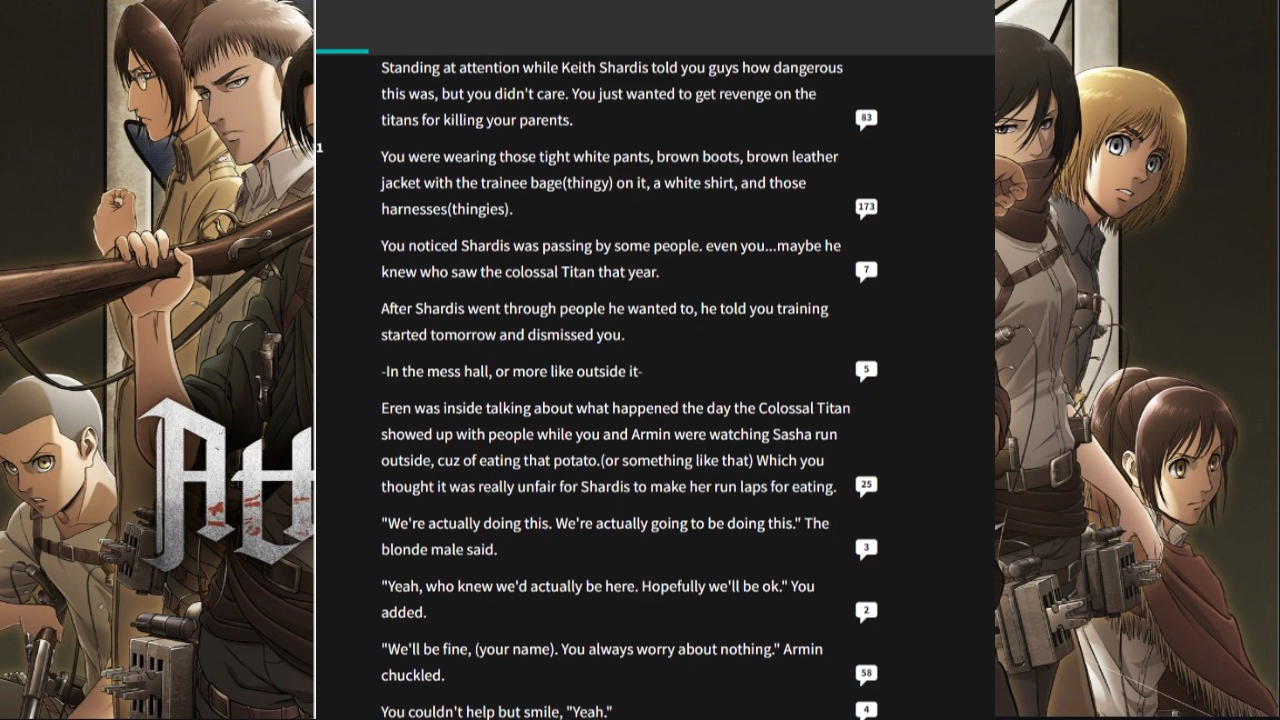 Standing at attention while Keith Shardis told you guys how dangerous
this was, but you didn't care. You just wanted to get revenge on the
titans for killing your parents.
83
1
You were wearing those tight white pants, brown boots, brown leather
jacket with the trainee bage(thingy) on it, a white shirt, and those
harnesses(thingies).
173
You noticed Shardis was passing by some people. even you...maybe he
knew who saw the colossal Titan that year.
7
After Shardis went through people he wanted to, he told you training
started tomorrow and dismissed you.
-In the mess hall, or more like outside it-
5
Eren was inside talking about what happened the day the Colossal Titan
showed up with people while you and Armin were watching Sasha run
outside, cuz of eating that potato.(or something like that) Which you
thought it was really unfair for Shardis to make her run laps for eating.
25
Att
"We're actually doing this. We're actually going to be doing this." The
blonde male said.
3
"Yeah, who knew we'd actually be here. Hopefully we'll be ok." You
added.
2
"We'll be fine, (your name). You always worry about nothing." Armin
chuckled.
58
You couldn't help but smile, "Yeah."
4